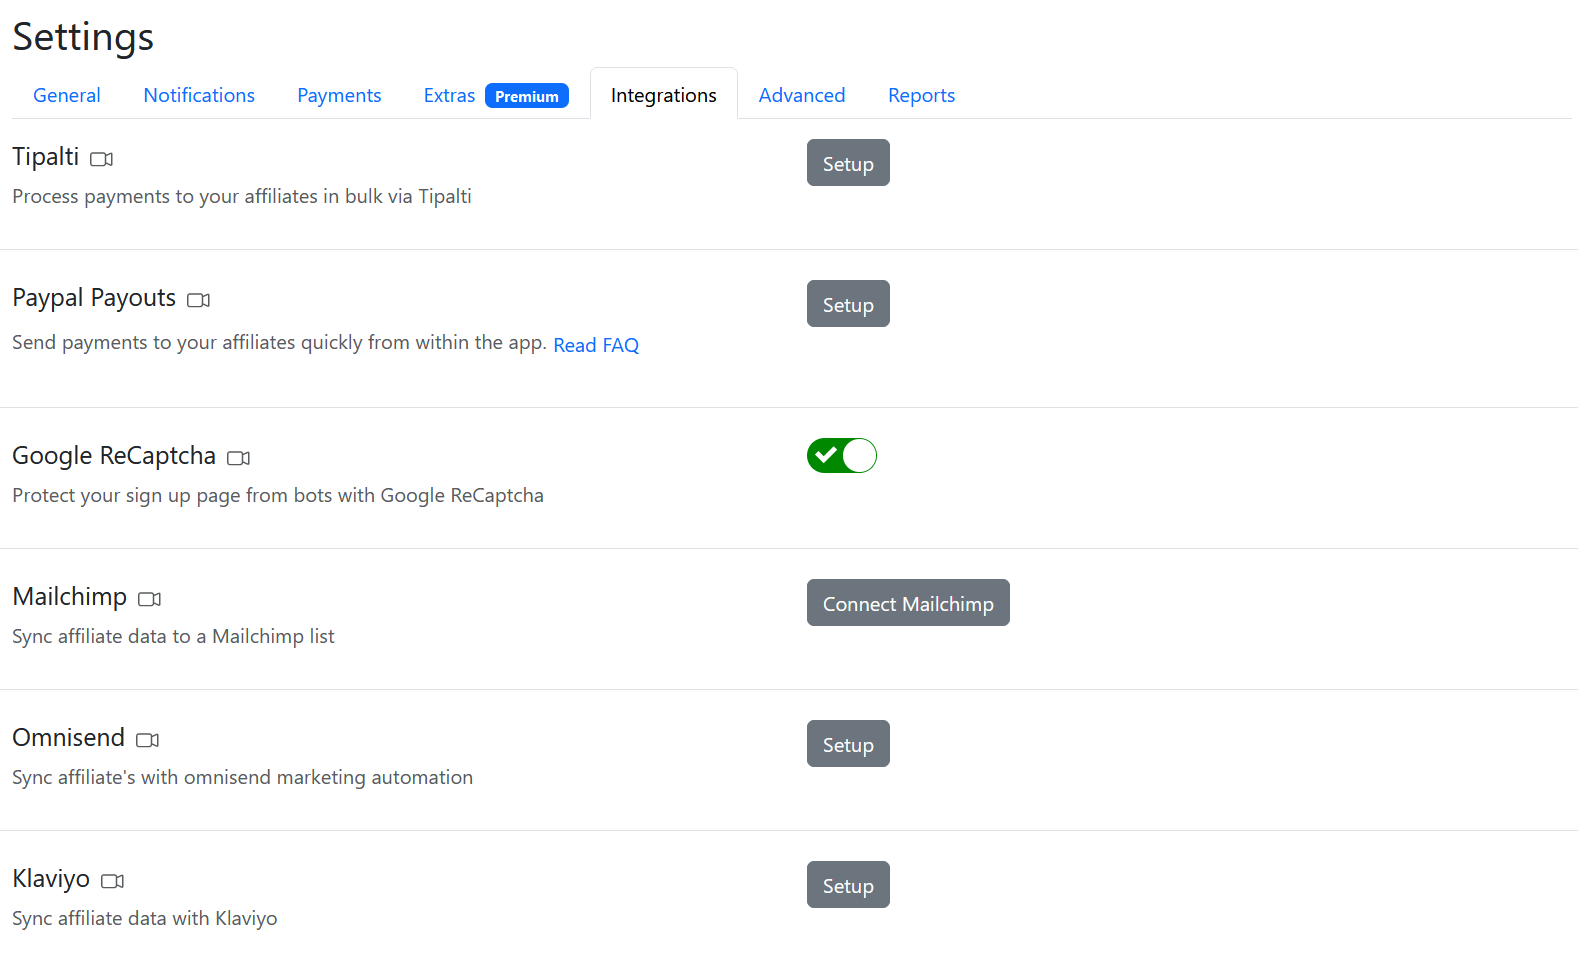 Settings
General Notifications Payments Extras Premium Integrations Advanced Reports
Tipalti Setup
Process payments to your affiliates in bulk via Tipalti
Paypal Payouts Setup
Send payments to your affiliates quickly from within the app. Read FAQ
Google ReCaptcha
Protect your sign up page from bots with Google ReCaptcha
Mailchimp Connect Mailchimp
Sync affiliate data to a Mailchimp list
Omnisend Setup
Sync affiliate's with omnisend marketing automation
Klaviyo Setup
Sync affiliate data with Klaviyo